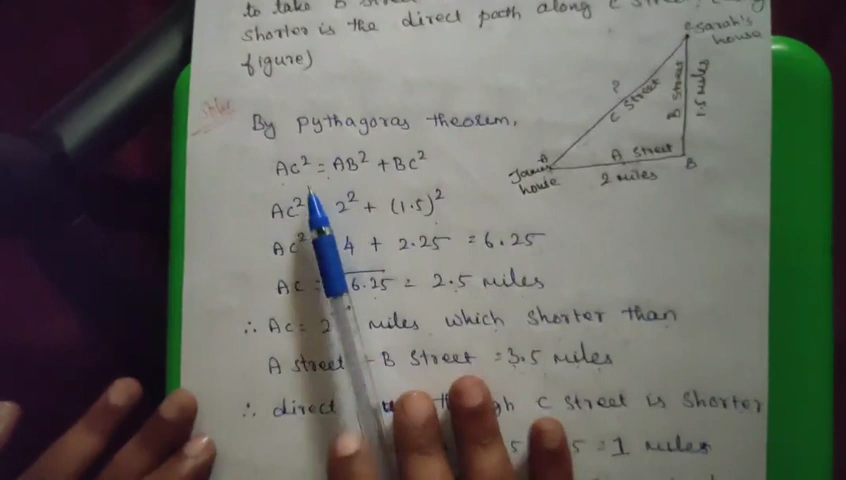 to take B
shorter is the direct path along C street
figure)
By pythagoras theorem,
AC² = AB² + BC²
AC² 2² + (1.5)²
AC² 4 + 2.25 = 6.25
AC = 6.25 = 2.5 miles
∴ AC = 2 miles which shorter than
A street B street = 3.5 miles
∴ direct C street is shorter
5 = 1 miles
Sarah's
house
?
C Street
B Street
1.5 miles
A
A street
B
house
2 miles